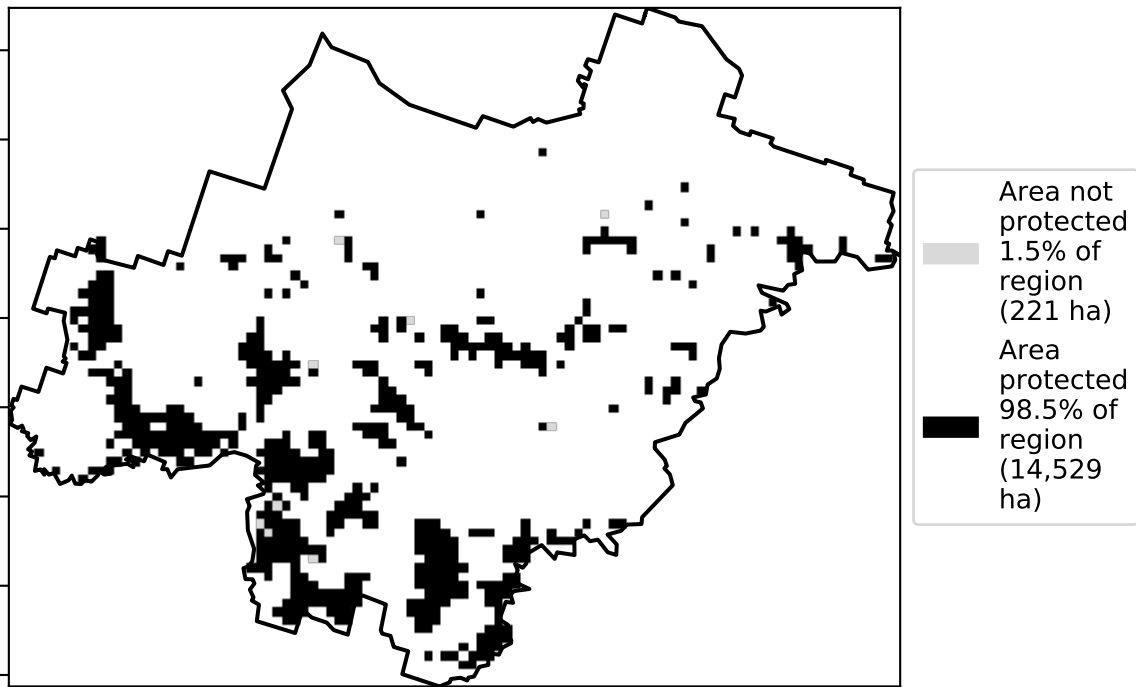 Area not
protected
1.5% of
region
(221 ha)
Area
protected
98.5% of
region
(14,529
ha)